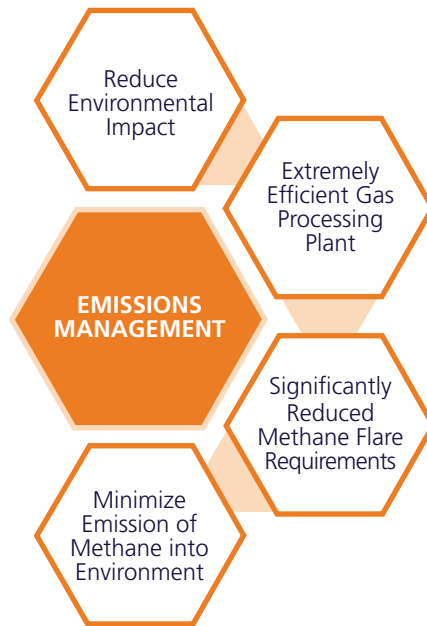 Reduce
Environmental
Impact
Extremely
Efficient Gas
Processing
Plant
EMISSIONS
MANAGEMENT
Significantly
Reduced
Methane Flare
Requirements
Minimize
Emission of
Methane into
Environment